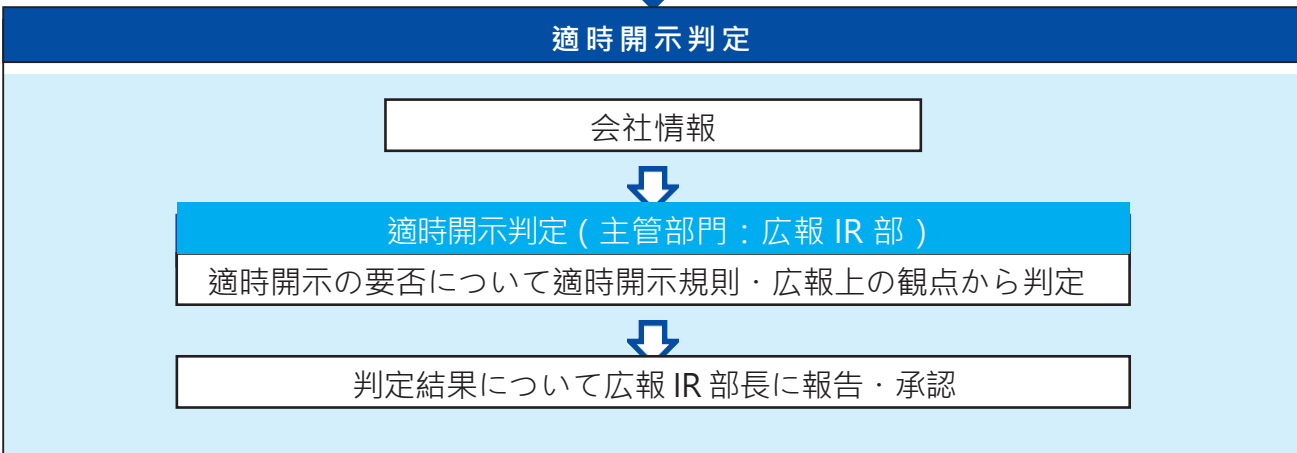 適時開示判定
会社情報
適時開示判定（主管部門：広報 IR 部）
適時開示の要否について適時開示規則・広報上の観点から判定
判定結果について広報 IR 部長に報告・承認